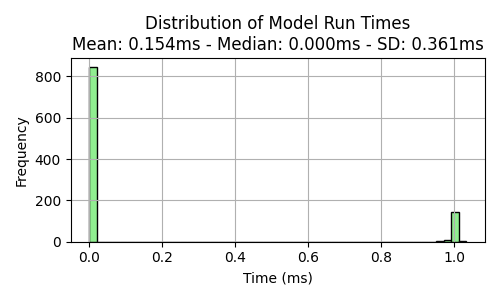 Distribution of Model Run Times
Mean: 0.154ms - Median: 0.000ms - SD: 0.361ms
Frequency
800
600
400
200
0
0.0 0.2 0.4 0.6 0.8 1.0
Time (ms)